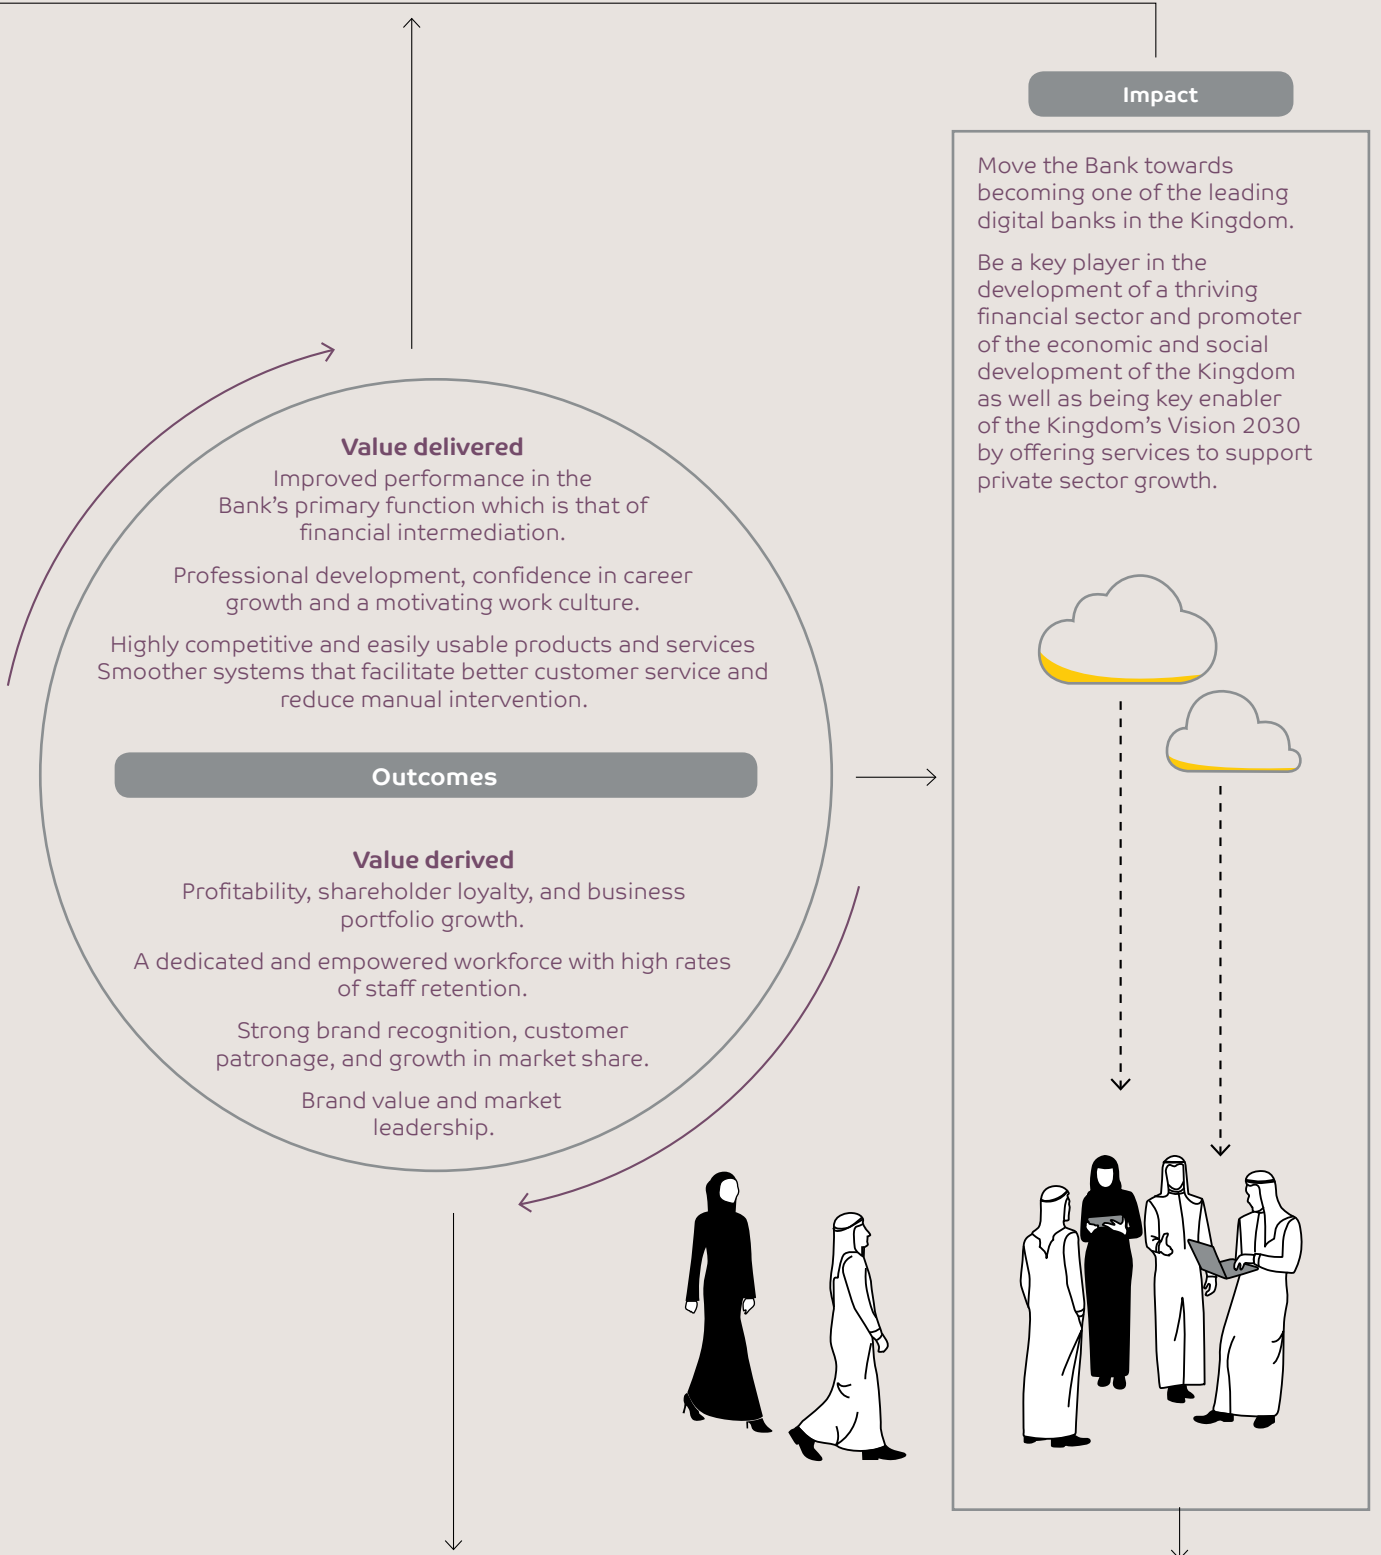 Impact
Move the Bank towards
becoming one of the leading
digital banks in the Kingdom.
Be a key player in the
development of a thriving
financial sector and promoter
of the economic and social
development of the Kingdom
as well as being key enabler
of the Kingdom's Vision 2030
by offering services to support
private sector growth.
Value delivered
Improved performance in the
Bank's primary function which is that of
financial intermediation.
Professional development, confidence in career
growth and a motivating work culture.
Highly competitive and easily usable products and services
Smoother systems that facilitate better customer service and
reduce manual intervention.
Outcomes
Value derived
Profitability, shareholder loyalty, and business
portfolio growth.
A dedicated and empowered workforce with high rates
of staff retention.
Strong brand recognition, customer
patronage, and growth in market share.
Brand value and market
leadership.